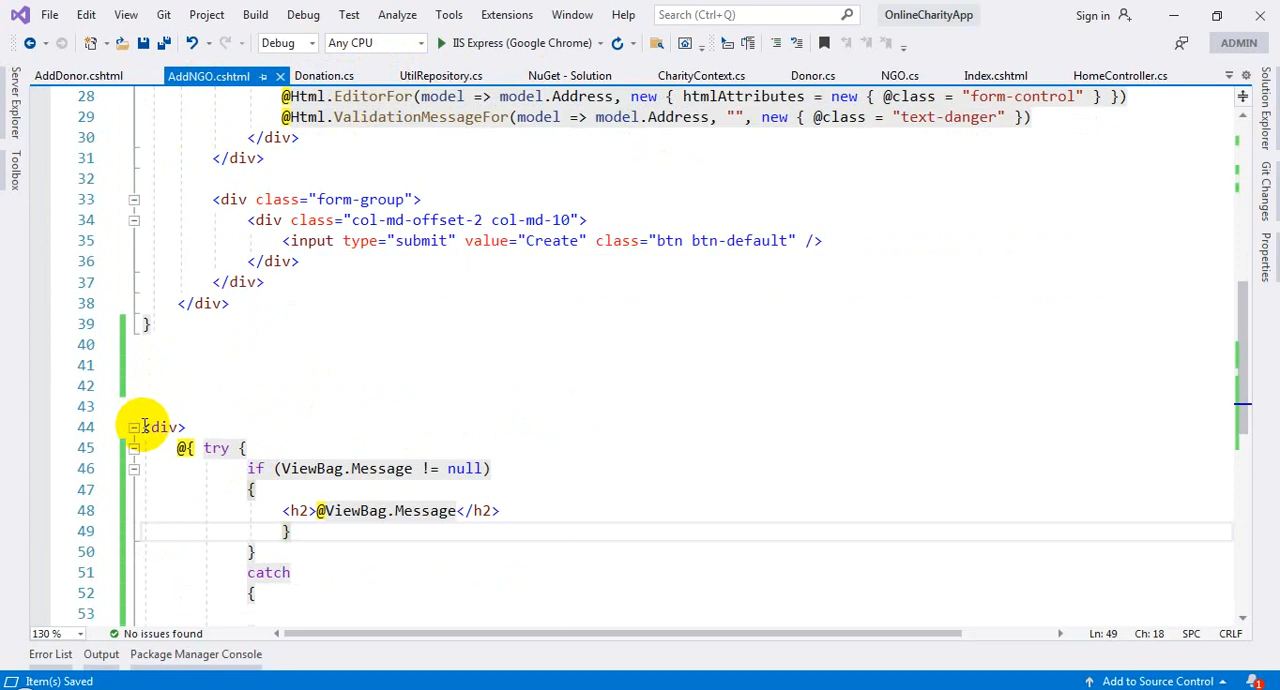 File Edit View Git Project Build Debug Test Analyze Tools Extensions Window Help Search (Ctrl+Q) OnlineCharityApp Sign in
Debug Any CPU IIS Express (Google Chrome) ADMIN
AddDonor.cshtml AddNGO.cshtml Donation.cs UtilRepository.cs NuGet - Solution CharityContext.cs Donor.cs NGO.cs Index.cshtml HomeController.cs
Server Explorer
Toolbox
28 @Html.EditorFor(model => model.Address, new { htmlAttributes = new { @class = "form-control" } })
29 @Html.ValidationMessageFor(model => model.Address, "", new { @class = "text-danger" })
30 </div>
31 </div>
32
33 <div class="form-group">
34 <div class="col-md-offset-2 col-md-10">
35 <input type="submit" value="Create" class="btn btn-default" />
36 </div>
37 </div>
38 </div>
39 }
40
41
42
43
44 <div>
45 @{ try {
46 if (ViewBag.Message != null)
47 {
48 <h2>@ViewBag.Message</h2>
49 }
50 }
51 catch
52 {
53
Solution Explorer
Git Changes
Properties
130 % No issues found Ln: 49 Ch: 18 SPC CRLF
Error List Output Package Manager Console
Item(s) Saved Add to Source Control 1